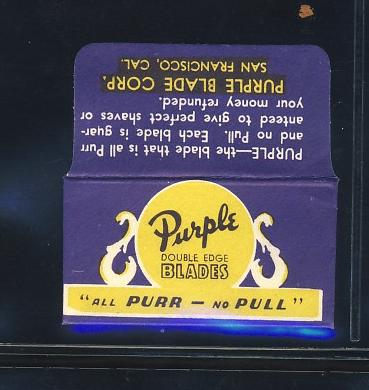 PURPLE—the blade that is all Purr
and no Pull. Each blade is guar-
anteed to give perfect shaves or
your money refunded.
PURPLE BLADE CORP.
SAN FRANCISCO, CAL.
Purple
DOUBLE EDGE
BLADES
"ALL PURR — NO PULL"